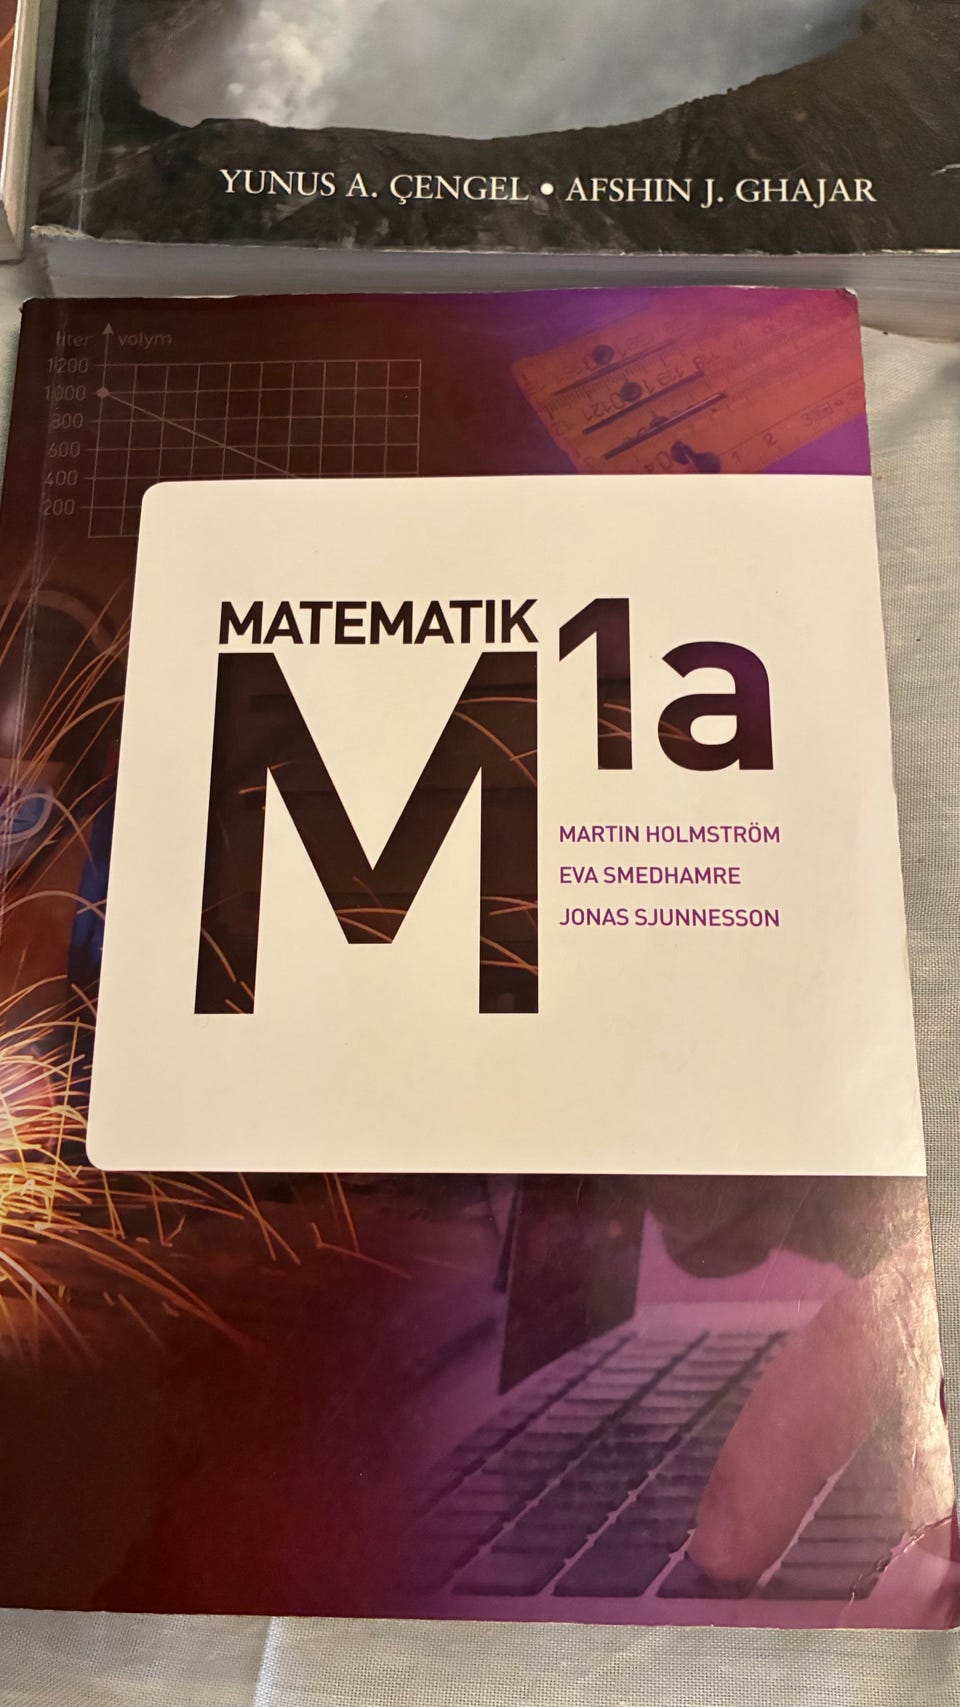 YUNUS A. ÇENGEL • AFSHIN J. GHAJAR
liter volym
1200
1000
800
600
400
200
MATEMATIK
M 1a
MARTIN HOLMSTRÖM
EVA SMEDHAMRE
JONAS SJUNNESSON